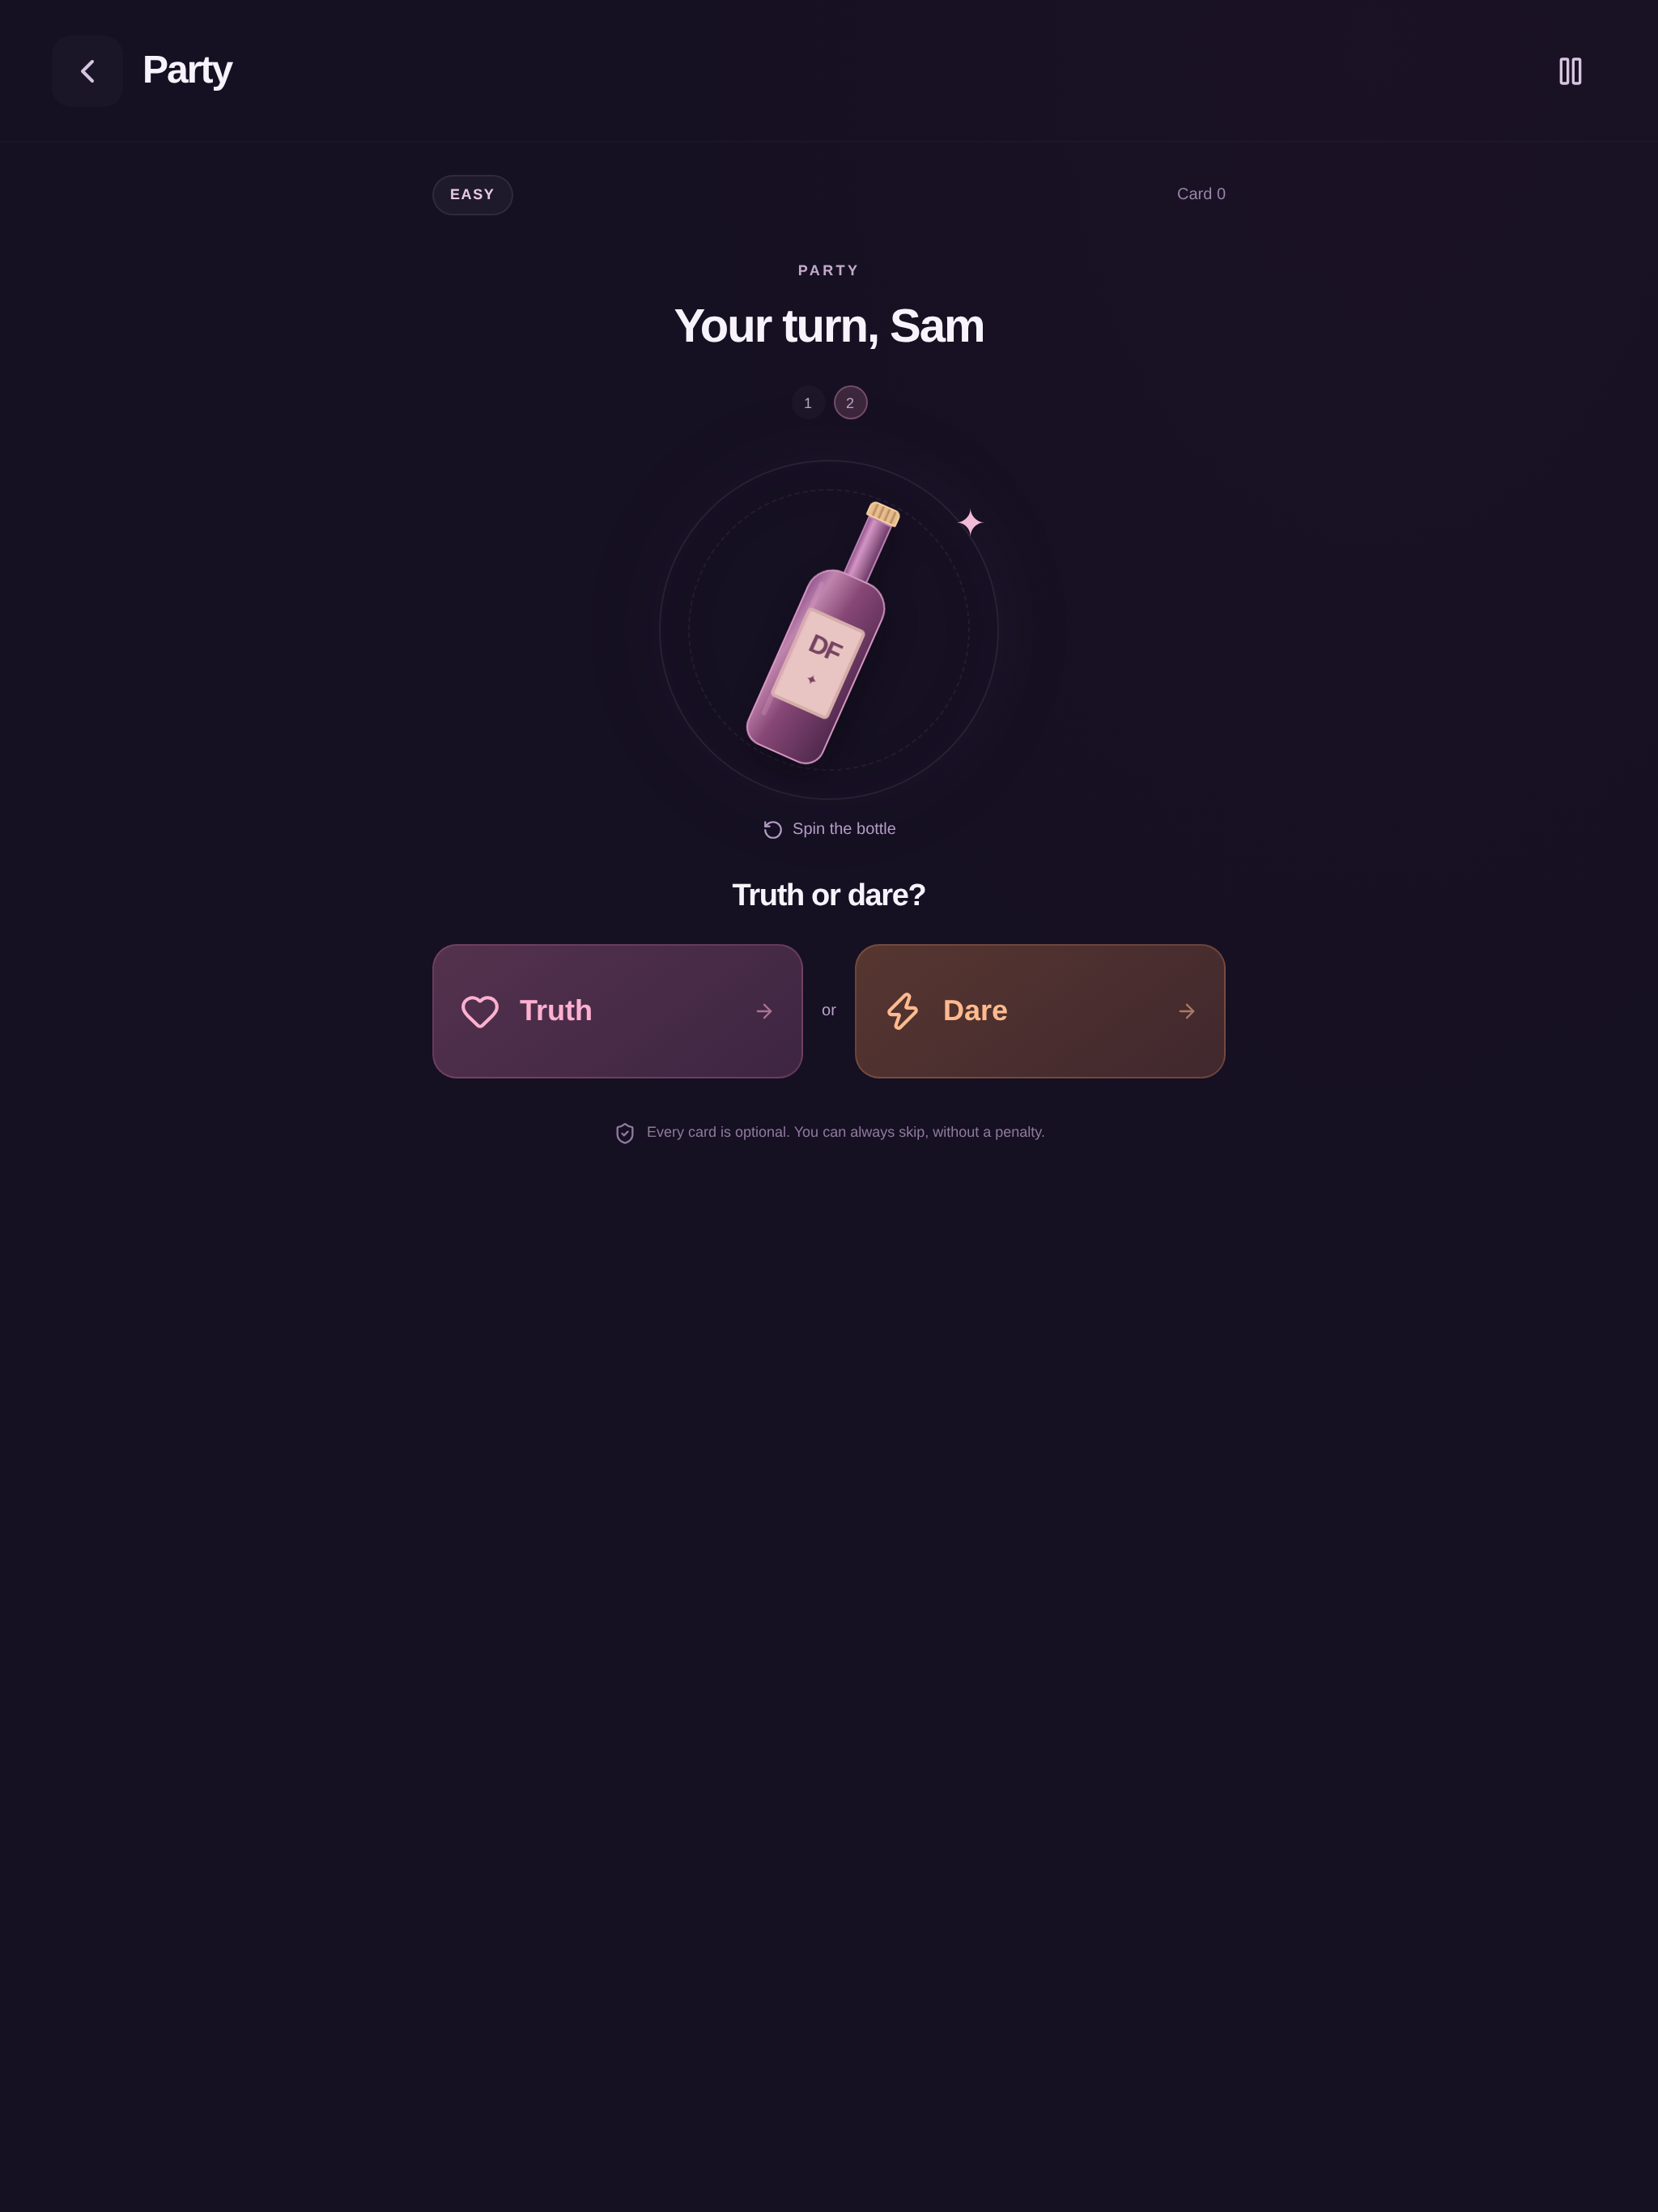 Party
EASY
Card 0
PARTY
Your turn, Sam
1 2
DF
Spin the bottle
Truth or dare?
Truth
or
Dare
Every card is optional. You can always skip, without a penalty.